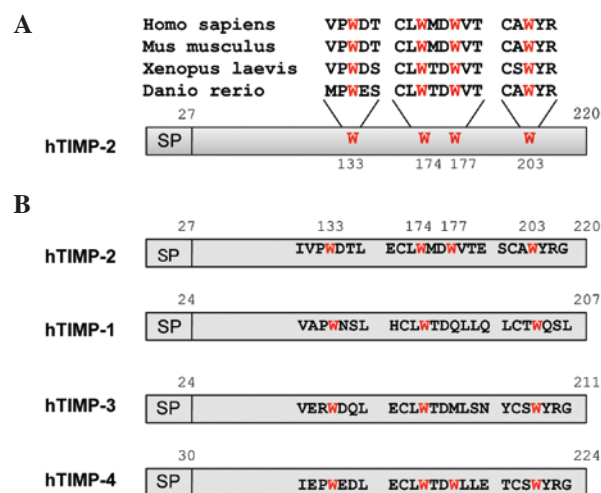 A
Homo sapiens VPWDT CLWMDWVT CAWYR
Mus musculus VPWDT CLWMDWVT CAWYR
Xenopus laevis VPWDS CLWTDWVT CSWYR
Danio rerio MPWES CLWTDWVT CAWYR
27 220
hTIMP-2 SP W W W W
133 174 177 203
B
27 133 174 177 203 220
hTIMP-2 SP IVPWDTL ECLWMDWVTE SCAWYRG
24 207
hTIMP-1 SP VAPWNSL HCLWTDQLLQ LCTWQSL
24 211
hTIMP-3 SP VERWDQL ECLWTDMLSN YCSWYRG
30 224
hTIMP-4 SP IEPWEDL ECLWTDWLLE TCSWYRG